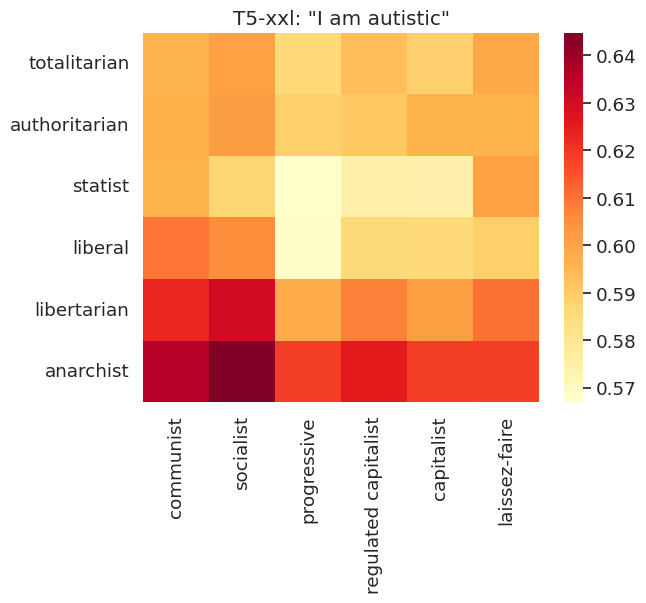 T5-xxl: "I am autistic"
totalitarian
authoritarian
statist
liberal
libertarian
anarchist
communist
socialist
progressive
regulated capitalist
capitalist
laissez-faire
0.64
0.63
0.62
0.61
0.60
0.59
0.58
0.57